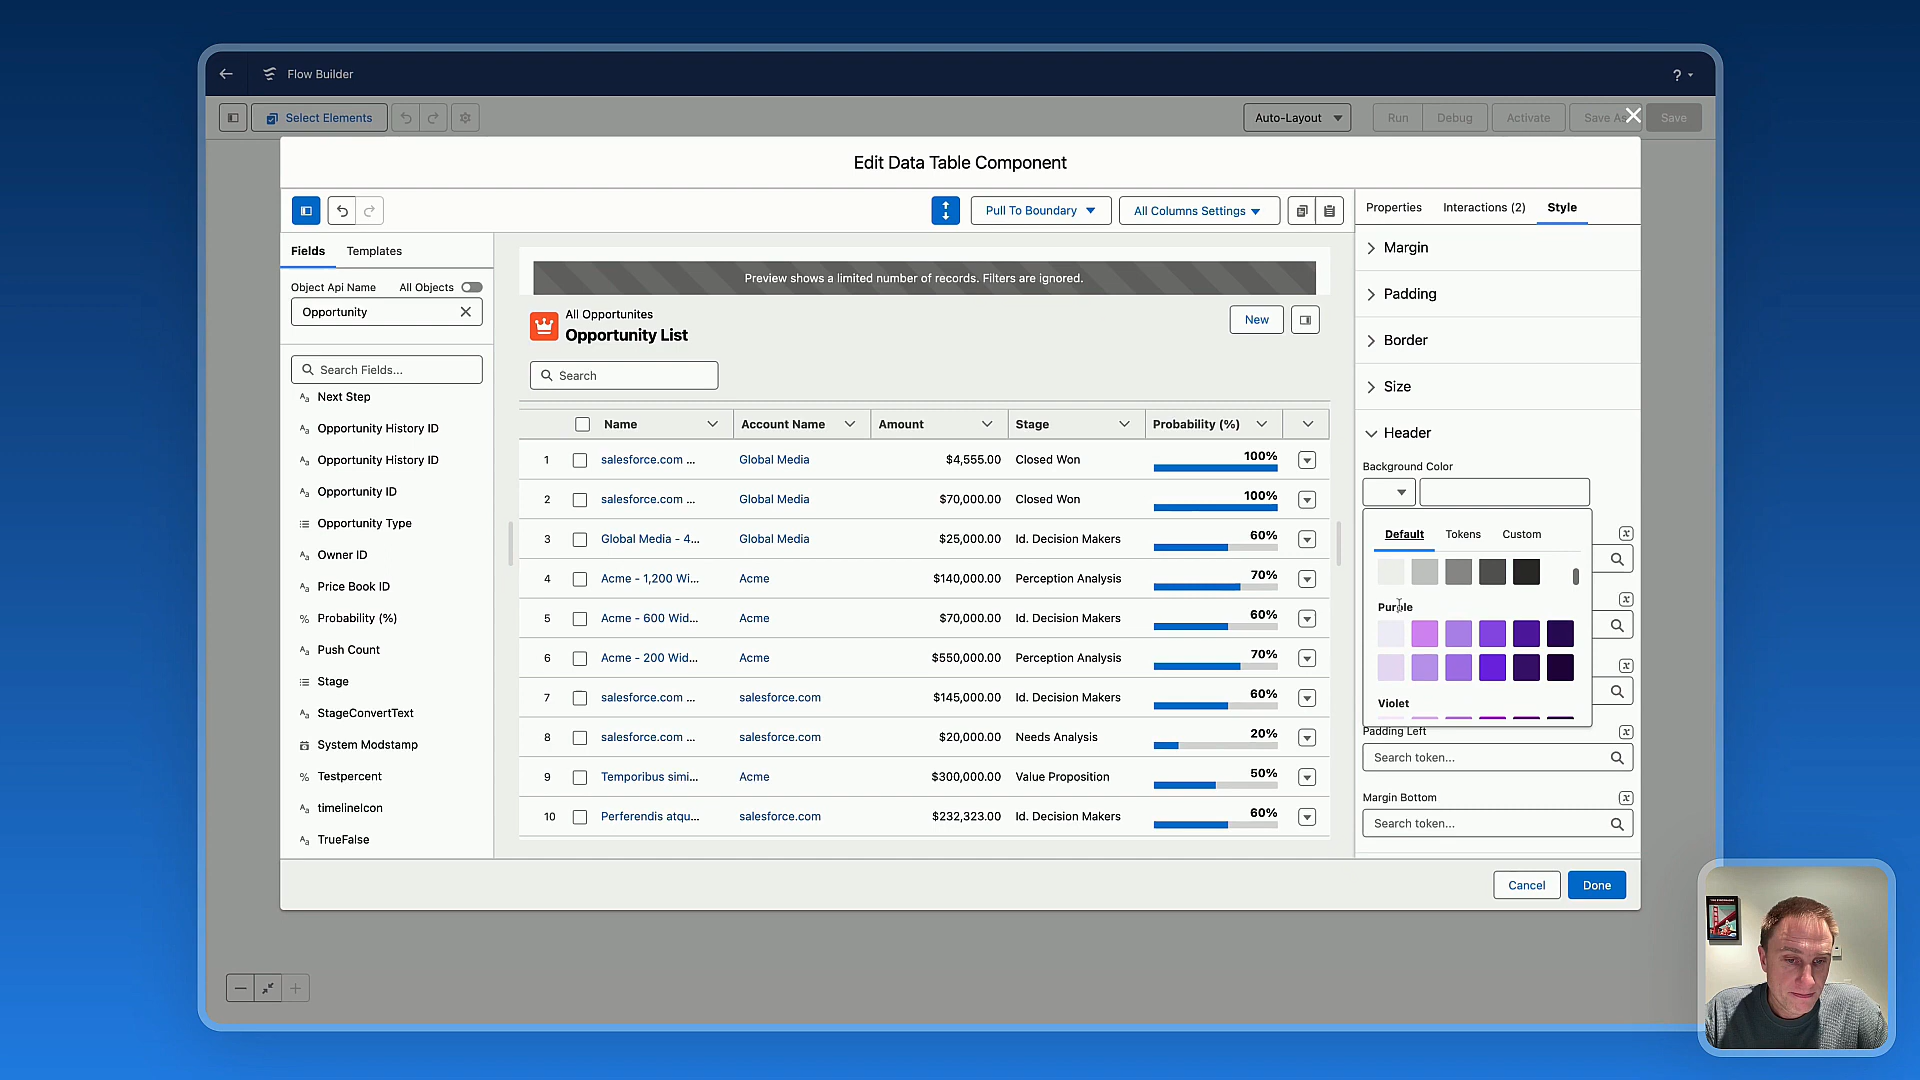 Flow Builder
?
Select Elements
Auto-Layout
Run
Debug
Activate
Save As
Save
Edit Data Table Component
Pull To Boundary
All Columns Settings
Properties
Interactions (2)
Style
Fields
Templates
Object Api Name
All Objects
Opportunity
Search Fields...
Next Step
Opportunity History ID
Opportunity History ID
Opportunity ID
Opportunity Type
Owner ID
Price Book ID
Probability (%)
Push Count
Stage
StageConvertText
System Modstamp
Testpercent
timelineIcon
TrueFalse
Preview shows a limited number of records. Filters are ignored.
All Opportunites
Opportunity List
New
Search
Name Account Name Amount Stage Probability (%)
1 salesforce.com ... Global Media $4,555.00 Closed Won 100%
2 salesforce.com ... Global Media $70,000.00 Closed Won 100%
3 Global Media - 4... Global Media $25,000.00 Id. Decision Makers 60%
4 Acme - 1,200 Wi... Acme $140,000.00 Perception Analysis 70%
5 Acme - 600 Wid... Acme $70,000.00 Id. Decision Makers 60%
6 Acme - 200 Wid... Acme $550,000.00 Perception Analysis 70%
7 salesforce.com ... salesforce.com $145,000.00 Id. Decision Makers 60%
8 salesforce.com ... salesforce.com $20,000.00 Needs Analysis 20%
9 Temporibus simi... Acme $300,000.00 Value Proposition 50%
10 Perferendis atqu... salesforce.com $232,323.00 Id. Decision Makers 60%
Margin
Padding
Border
Size
Header
Background Color
Default
Tokens
Custom
Purple
Violet
Padding Left
Search token...
Margin Bottom
Search token...
Cancel
Done